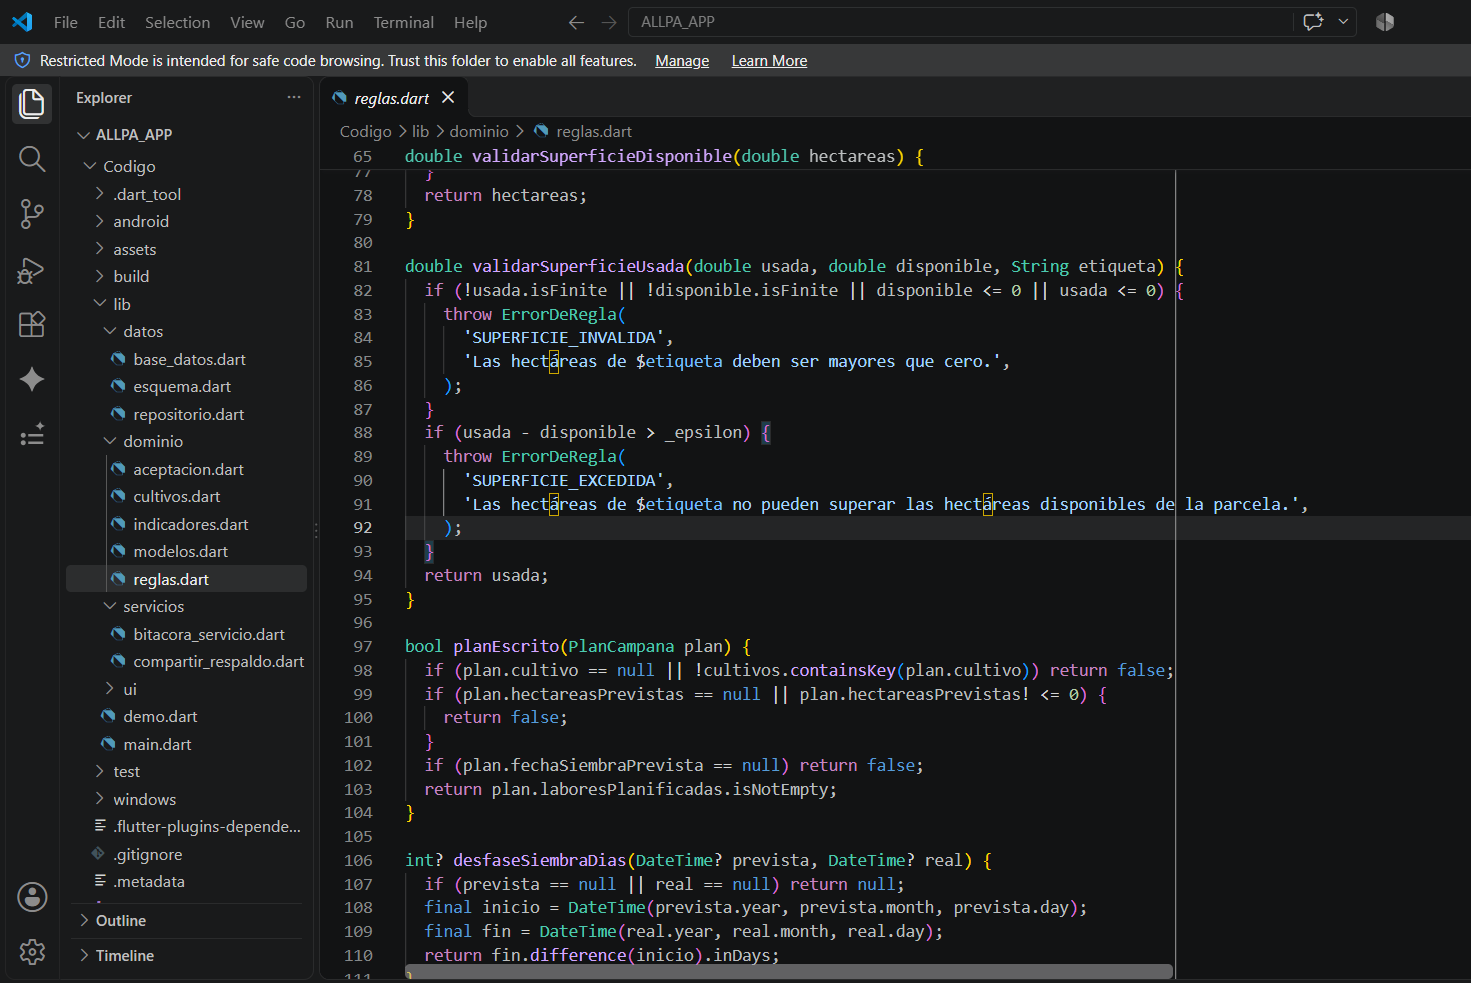 File Edit Selection View Go Run Terminal Help ALLPA_APP
Restricted Mode is intended for safe code browsing. Trust this folder to enable all features. Manage Learn More
Explorer
ALLPA_APP
Codigo
.dart_tool
android
assets
build
lib
datos
base_datos.dart
esquema.dart
repositorio.dart
dominio
aceptacion.dart
cultivos.dart
indicadores.dart
modelos.dart
reglas.dart
servicios
bitacora_servicio.dart
compartir_respaldo.dart
ui
demo.dart
main.dart
test
windows
.flutter-plugins-depende...
.gitignore
.metadata
Outline
Timeline
reglas.dart
Codigo > lib > dominio > reglas.dart
65 double validarSuperficieDisponible(double hectareas) {
77 }
78 return hectareas;
79 }
80
81 double validarSuperficieUsada(double usada, double disponible, String etiqueta) {
82 if (!usada.isFinite || !disponible.isFinite || disponible <= 0 || usada <= 0) {
83 throw ErrorDeRegla(
84 'SUPERFICIE_INVALIDA',
85 'Las hectáreas de $etiqueta deben ser mayores que cero.',
86 );
87 }
88 if (usada - disponible > _epsilon) {
89 throw ErrorDeRegla(
90 'SUPERFICIE_EXCEDIDA',
91 'Las hectáreas de $etiqueta no pueden superar las hectáreas disponibles de la parcela.',
92 );
93 }
94 return usada;
95 }
96
97 bool planEscrito(PlanCampana plan) {
98 if (plan.cultivo == null || !cultivos.containsKey(plan.cultivo)) return false;
99 if (plan.hectareasPrevistas == null || plan.hectareasPrevistas! <= 0) {
100 return false;
101 }
102 if (plan.fechaSiembraPrevista == null) return false;
103 return plan.laboresPlanificadas.isNotEmpty;
104 }
105
106 int? desfaseSiembraDias(DateTime? prevista, DateTime? real) {
107 if (prevista == null || real == null) return null;
108 final inicio = DateTime(prevista.year, prevista.month, prevista.day);
109 final fin = DateTime(real.year, real.month, real.day);
110 return fin.difference(inicio).inDays;
111 }